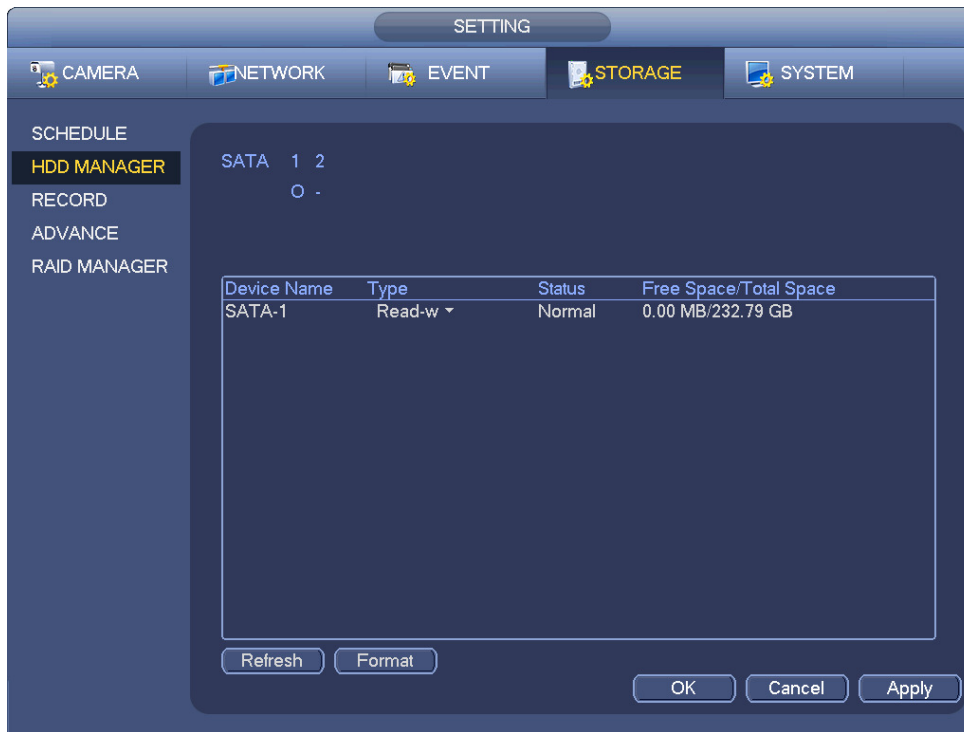 SETTING
CAMERA NETWORK EVENT STORAGE SYSTEM
SCHEDULE
HDD MANAGER
RECORD
ADVANCE
RAID MANAGER
SATA 1 2
O -
Device Name Type Status Free Space/Total Space
SATA-1 Read-w Normal 0.00 MB/232.79 GB
Refresh Format
OK Cancel Apply